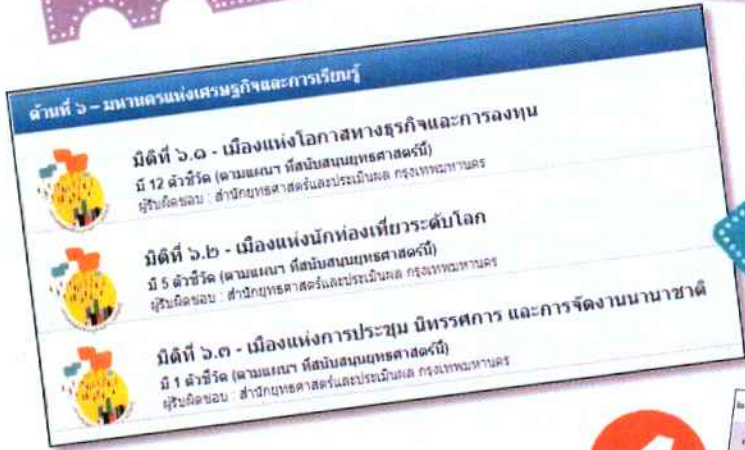 ด้านที่ ๖ – มหานครแห่งเศรษฐกิจและการเรียนรู้
มิติที่ ๖.๑ - เมืองแห่งโอกาสทางธุรกิจและการลงทุน
มี 12 ตัวชี้วัด (ตามแผนฯ ที่สนับสนุนยุทธศาสตร์นี้)
ผู้รับผิดชอบ : สำนักยุทธศาสตร์และประเมินผล กรุงเทพมหานคร
มิติที่ ๖.๒ - เมืองแห่งนักท่องเที่ยวระดับโลก
มี 5 ตัวชี้วัด (ตามแผนฯ ที่สนับสนุนยุทธศาสตร์นี้)
ผู้รับผิดชอบ : สำนักยุทธศาสตร์และประเมินผล กรุงเทพมหานคร
มิติที่ ๖.๓ - เมืองแห่งการประชุม นิทรรศการ และการจัดงานนานาชาติ
มี 1 ตัวชี้วัด (ตามแผนฯ ที่สนับสนุนยุทธศาสตร์นี้)
ผู้รับผิดชอบ : สำนักยุทธศาสตร์และประเมินผล กรุงเทพมหานคร